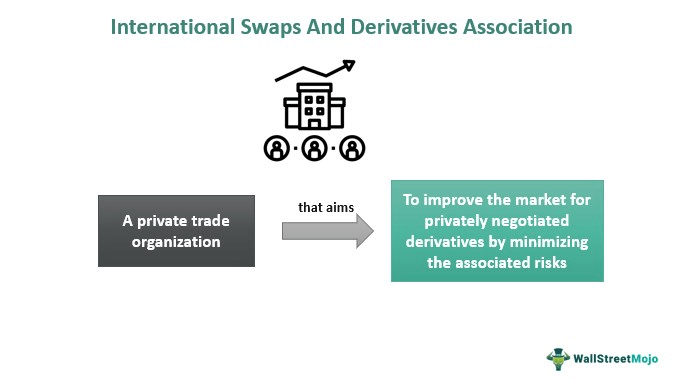 International Swaps And Derivatives Association
A private trade
organization
that aims
To improve the market for
privately negotiated
derivatives by minimizing
the associated risks
WallStreetMojo